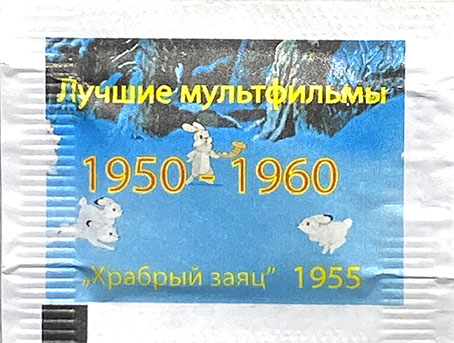 Лучшие мультфильмы
1950 - 1960
„Храбрый заяц” 1955